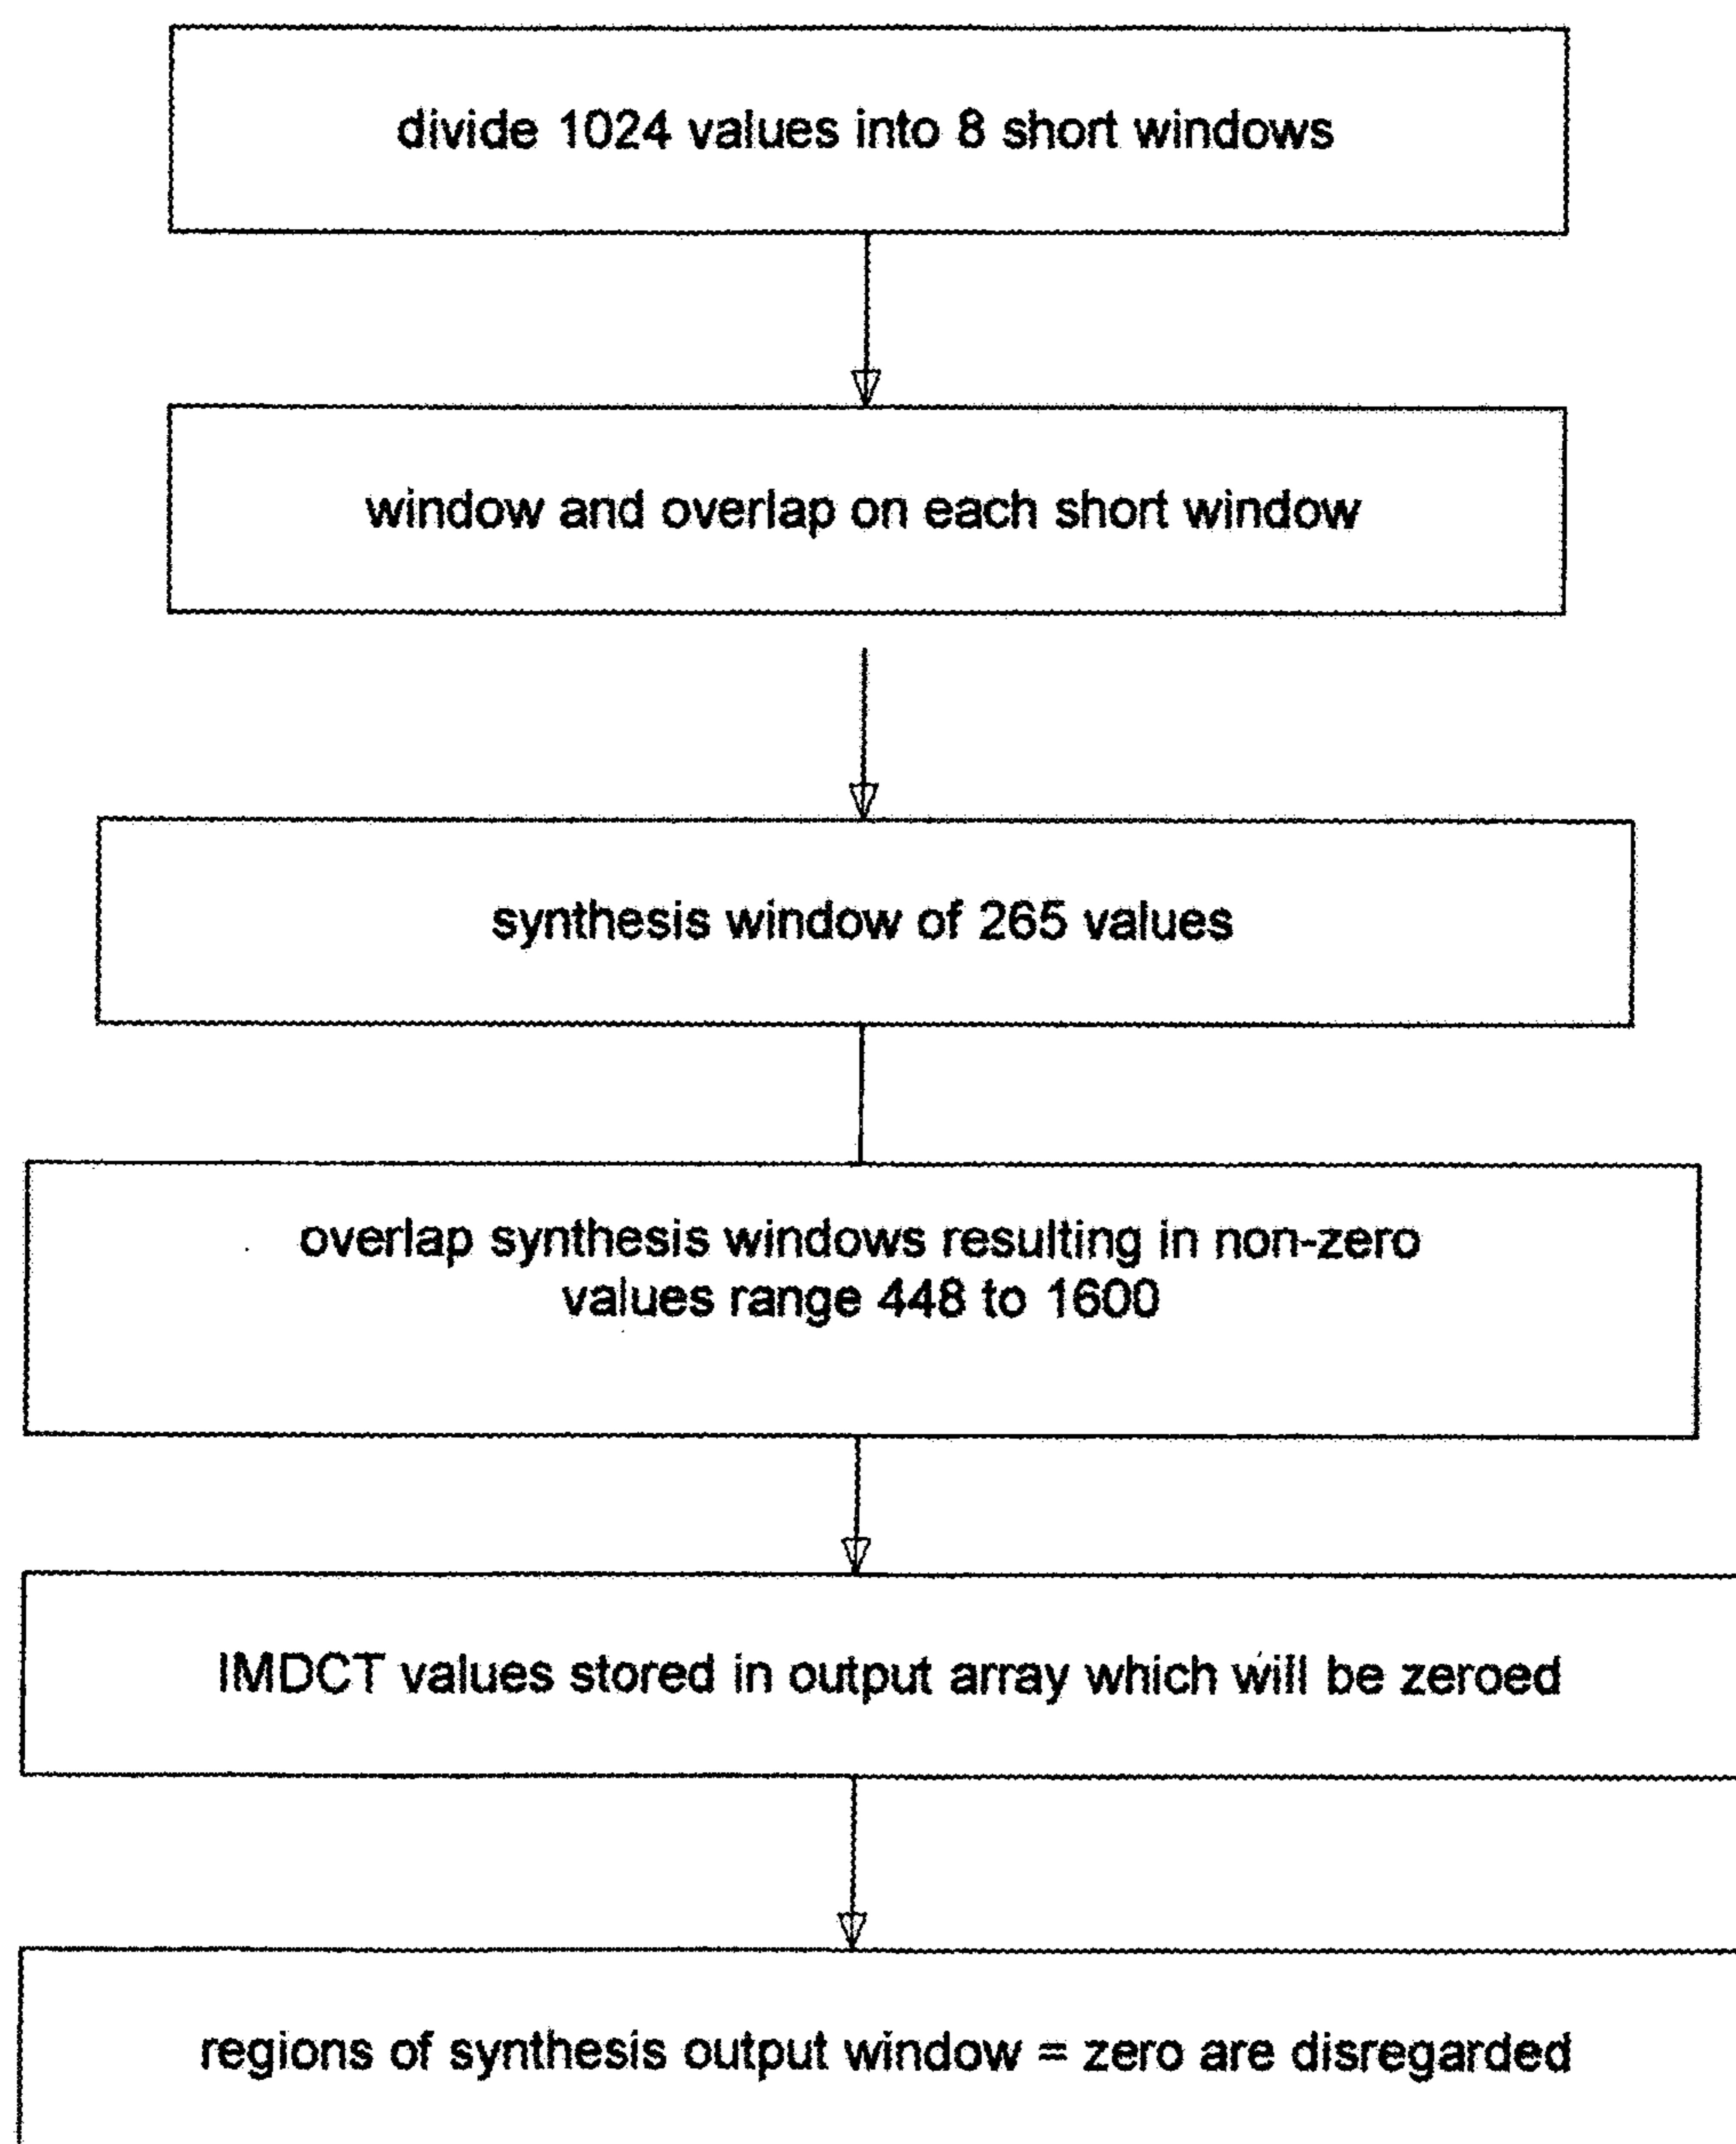 divide 1024 values into 8 short windows
window and overlap on each short window
synthesis window of 265 values
overlap synthesis windows resulting in non-zero
values range 448 to 1600
IMDCT values stored in output array which will be zeroed
regions of synthesis output window = zero are disregarded